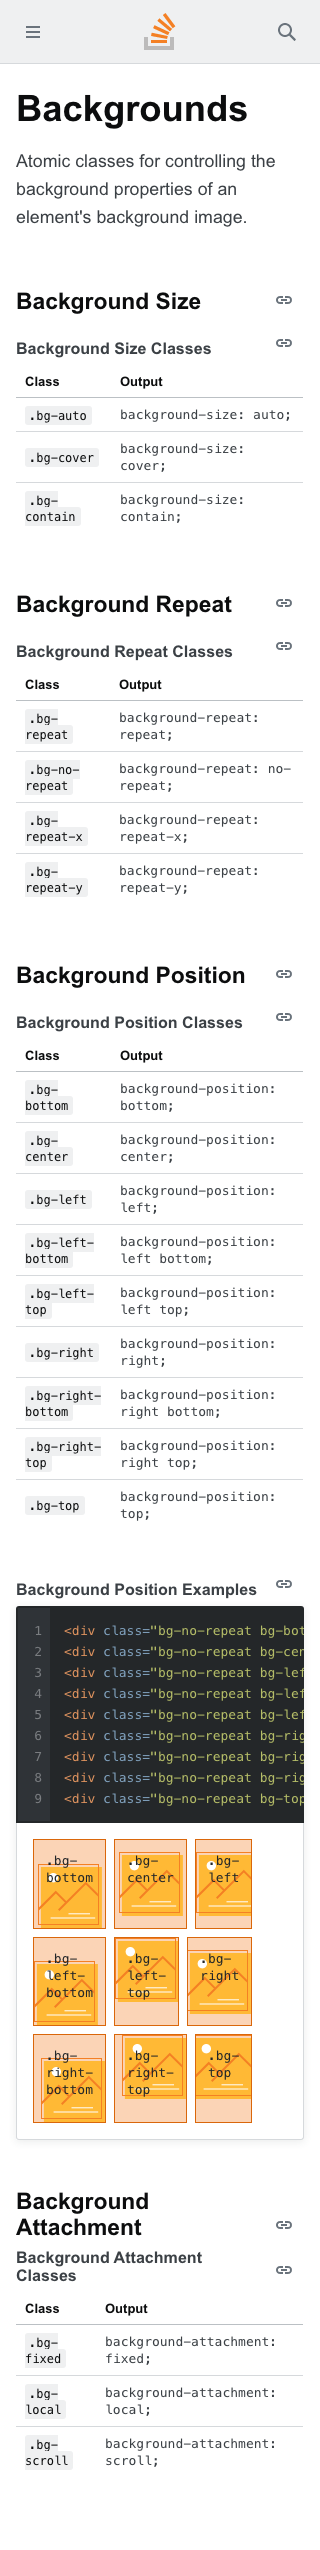 Backgrounds
Atomic classes for controlling the
background properties of an
element's background image.
Background Size
Background Size Classes
Class Output
.bg-auto background-size: auto;
.bg-cover background-size:
cover;
.bg- background-size:
contain contain;
Background Repeat
Background Repeat Classes
Class Output
.bg- background-repeat:
repeat repeat;
.bg-no- background-repeat: no-
repeat repeat;
.bg- background-repeat:
repeat-x repeat-x;
.bg- background-repeat:
repeat-y repeat-y;
Background Position
Background Position Classes
Class Output
.bg- background-position:
bottom bottom;
.bg- background-position:
center center;
.bg-left background-position:
left;
.bg-left- background-position:
bottom left bottom;
.bg-left- background-position:
top left top;
.bg-right background-position:
right;
.bg-right- background-position:
bottom right bottom;
.bg-right- background-position:
top right top;
.bg-top background-position:
top;
Background Position Examples
1 <div class="bg-no-repeat bg-bot
2 <div class="bg-no-repeat bg-cen
3 <div class="bg-no-repeat bg-lef
4 <div class="bg-no-repeat bg-lef
5 <div class="bg-no-repeat bg-lef
6 <div class="bg-no-repeat bg-rig
7 <div class="bg-no-repeat bg-rig
8 <div class="bg-no-repeat bg-rig
9 <div class="bg-no-repeat bg-top
.bg- .bg- .bg-
bottom center left
.bg- .bg- .bg-
left- left- right
bottom top
.bg- .bg- .bg-
right- right- top
bottom top
Background
Attachment
Background Attachment
Classes
Class Output
.bg- background-attachment:
fixed fixed;
.bg- background-attachment:
local local;
.bg- background-attachment:
scroll scroll;